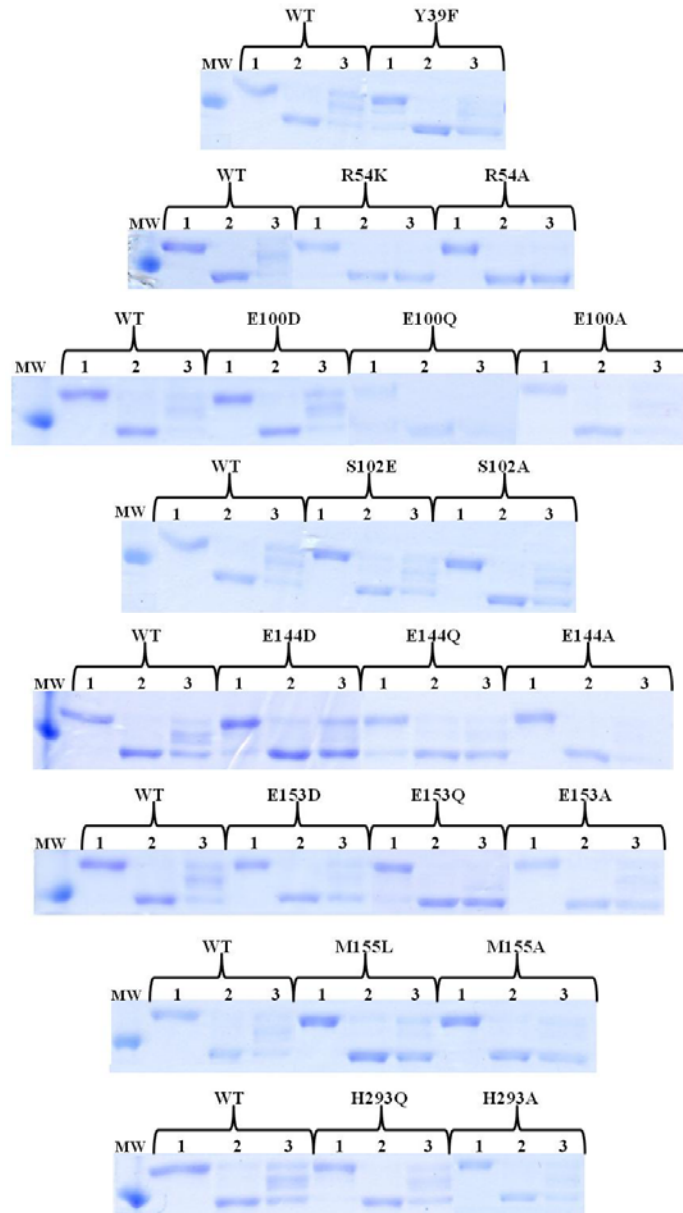 WT Y39F
MW 1 2 3 1 2 3
WT R54K R54A
MW 1 2 3 1 2 3 1 2 3
WT E100D E100Q E100A
MW 1 2 3 1 2 3 1 2 3 1 2 3
WT S102E S102A
MW 1 2 3 1 2 3 1 2 3
WT E144D E144Q E144A
MW 1 2 3 1 2 3 1 2 3 1 2 3
WT E153D E153Q E153A
MW 1 2 3 1 2 3 1 2 3 1 2 3
WT M155L M155A
MW 1 2 3 1 2 3 1 2 3
WT H293Q H293A
MW 1 2 3 1 2 3 1 2 3